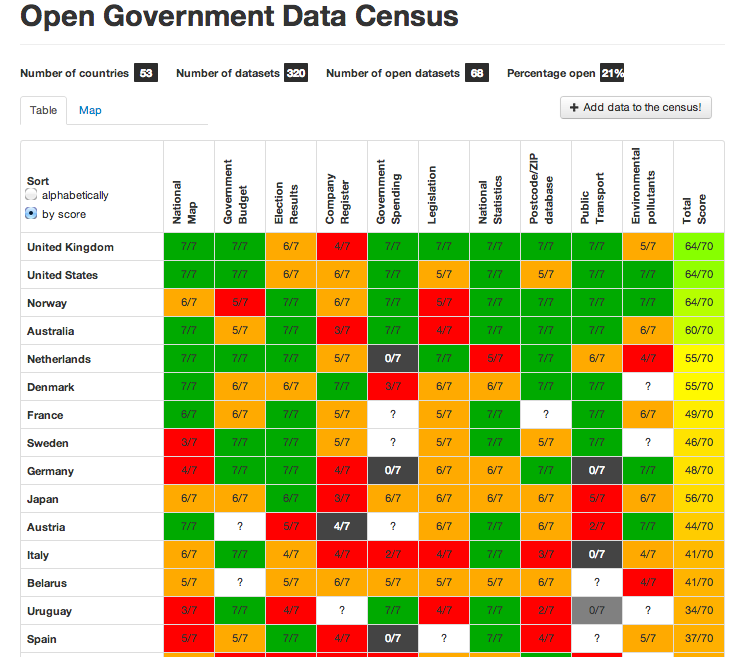 Open Government Data Census
Number of countries 53 Number of datasets 320 Number of open datasets 68 Percentage open 21%
Table Map + Add data to the census!
Sort
alphabetically
by score
National Map
Government Budget
Election Results
Company Register
Government Spending
Legislation
National Statistics
Postcode/ZIP database
Public Transport
Environmental pollutants
Total Score
United Kingdom 7/7 7/7 6/7 4/7 7/7 7/7 7/7 7/7 7/7 5/7 64/70
United States 7/7 7/7 6/7 6/7 7/7 5/7 7/7 5/7 7/7 7/7 64/70
Norway 6/7 5/7 7/7 6/7 7/7 5/7 7/7 7/7 7/7 7/7 64/70
Australia 7/7 5/7 7/7 3/7 7/7 4/7 7/7 7/7 7/7 6/7 60/70
Netherlands 7/7 7/7 7/7 5/7 0/7 7/7 5/7 7/7 6/7 4/7 55/70
Denmark 7/7 6/7 6/7 7/7 3/7 6/7 6/7 7/7 7/7 ? 55/70
France 6/7 6/7 7/7 5/7 ? 5/7 7/7 ? 7/7 6/7 49/70
Sweden 3/7 7/7 7/7 5/7 ? 5/7 7/7 5/7 7/7 ? 46/70
Germany 4/7 7/7 7/7 4/7 0/7 6/7 6/7 7/7 0/7 7/7 48/70
Japan 6/7 6/7 6/7 3/7 6/7 6/7 6/7 6/7 5/7 6/7 56/70
Austria 7/7 ? 5/7 4/7 ? 6/7 7/7 6/7 2/7 7/7 44/70
Italy 6/7 7/7 4/7 4/7 2/7 4/7 7/7 3/7 0/7 4/7 41/70
Belarus 5/7 ? 5/7 6/7 5/7 5/7 5/7 6/7 ? 4/7 41/70
Uruguay 3/7 7/7 4/7 ? 7/7 4/7 7/7 2/7 0/7 ? 34/70
Spain 5/7 5/7 7/7 4/7 0/7 ? 7/7 4/7 ? 5/7 37/70